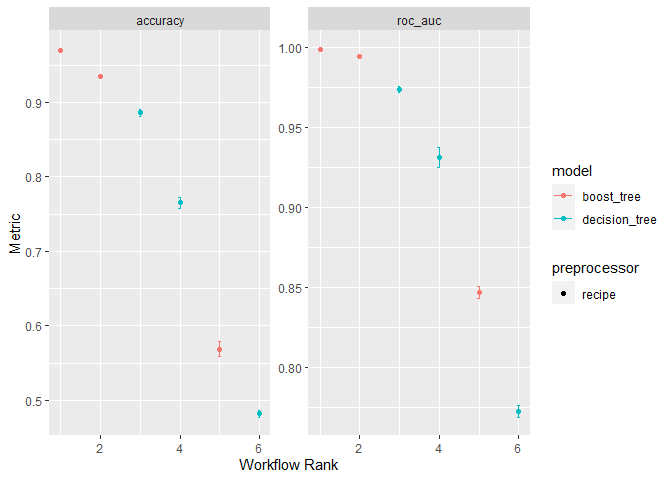 accuracy
roc_auc
Metric
0.9
0.8
0.7
0.6
0.5
1.00
0.95
0.90
0.85
0.80
2 4 6
2 4 6
Workflow Rank
model
boost_tree
decision_tree
preprocessor
recipe